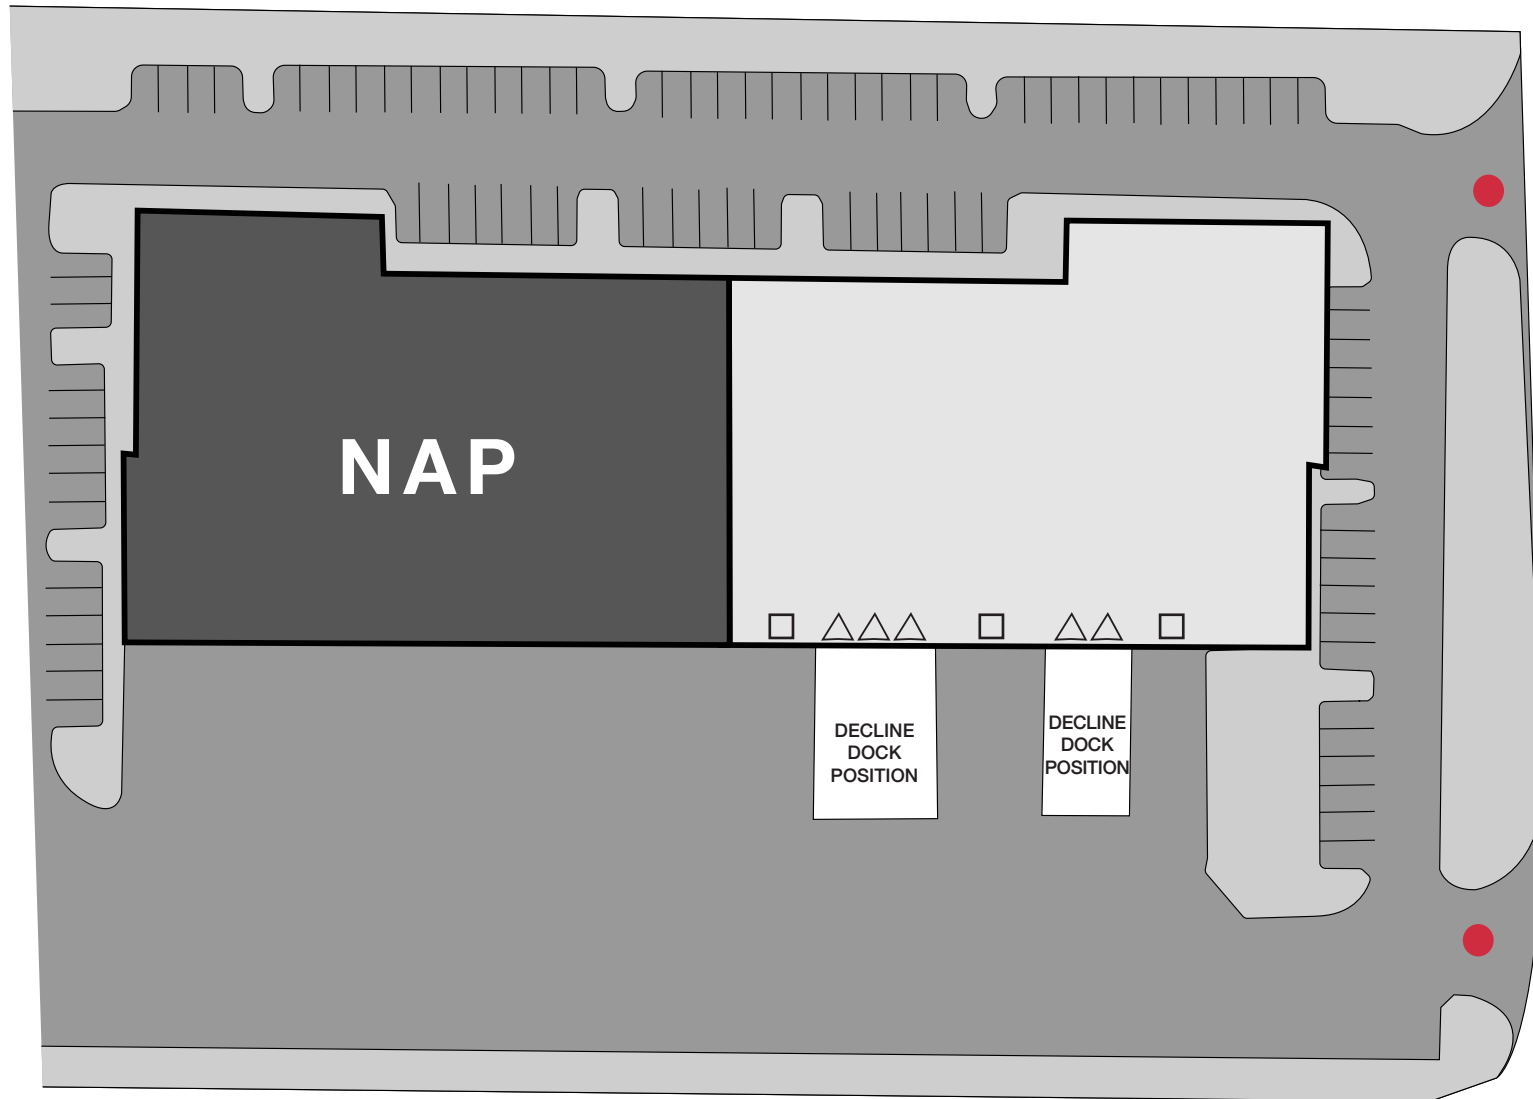 NAP
DECLINE
DOCK
POSITION
DECLINE
DOCK
POSITION